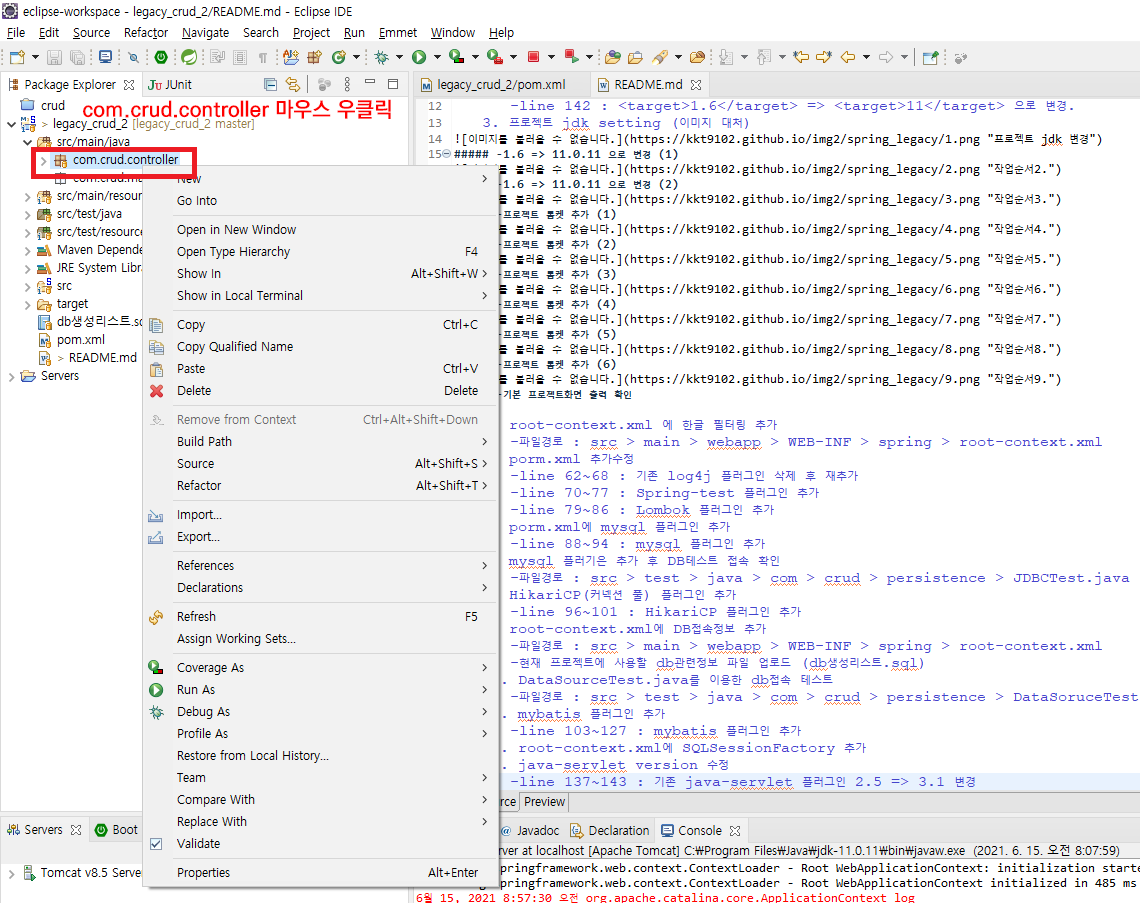 eclipse-workspace - legacy_crud_2/README.md - Eclipse IDE
File Edit Source Refactor Navigate Search Project Run Emmet Window Help
Package Explorer JUnit
crud
com.crud.controller 마우스 우클릭
> legacy_crud_2 [legacy_crud_2 master]
src/main/java
com.crud.controller
src/main/resour
src/test/java
src/test/resource
Maven Depende
JRE System Libra
src
target
db생성리스트.sq
pom.xml
> README.md
Servers
New
Go Into
Open in New Window
Open Type Hierarchy F4
Show In Alt+Shift+W >
Show in Local Terminal
Copy Ctrl+C
Copy Qualified Name
Paste Ctrl+V
Delete Delete
Remove from Context Ctrl+Alt+Shift+Down
Build Path
Source Alt+Shift+S >
Refactor Alt+Shift+T >
Import...
Export...
References
Declarations
Refresh F5
Assign Working Sets...
Coverage As
Run As
Debug As
Profile As
Restore from Local History...
Team
Compare With
Replace With
Validate
Properties Alt+Enter
legacy_crud_2/pom.xml README.md
12 -line 142 : <target>1.6</target> => <target>11</target> 으로 변경.
13 3. 프로젝트 jdk setting (이미지 대처)
14 ![이미지를 불러올 수 없습니다.](https://kkt9102.github.io/img2/spring_legacy/1.png "프로젝트 jdk 변경")
15 ##### -1.6 => 11.0.11 으로 변경 (1)
를 불러올 수 없습니다.](https://kkt9102.github.io/img2/spring_legacy/2.png "작업순서2.")
-1.6 => 11.0.11 으로 변경 (2)
를 불러올 수 없습니다.](https://kkt9102.github.io/img2/spring_legacy/3.png "작업순서3.")
프로젝트 톰켓 추가 (1)
를 불러올 수 없습니다.](https://kkt9102.github.io/img2/spring_legacy/4.png "작업순서4.")
프로젝트 톰켓 추가 (2)
를 불러올 수 없습니다.](https://kkt9102.github.io/img2/spring_legacy/5.png "작업순서5.")
프로젝트 톰켓 추가 (3)
를 불러올 수 없습니다.](https://kkt9102.github.io/img2/spring_legacy/6.png "작업순서6.")
프로젝트 톰켓 추가 (4)
를 불러올 수 없습니다.](https://kkt9102.github.io/img2/spring_legacy/7.png "작업순서7.")
프로젝트 톰켓 추가 (5)
를 불러올 수 없습니다.](https://kkt9102.github.io/img2/spring_legacy/8.png "작업순서8.")
프로젝트 톰켓 추가 (6)
를 불러올 수 없습니다.](https://kkt9102.github.io/img2/spring_legacy/9.png "작업순서9.")
기본 프로젝트화면 출력 확인
root-context.xml 에 한글 필터링 추가
-파일경로 : src > main > webapp > WEB-INF > spring > root-context.xml
porm.xml 추가수정
-line 62~68 : 기존 log4j 플러그인 삭제 후 재추가
-line 70~77 : Spring-test 플러그인 추가
-line 79~86 : Lombok 플러그인 추가
porm.xml에 mysql 플러그인 추가
-line 88~94 : mysql 플러그인 추가
mysql 플러기은 추가 후 DB테스트 접속 확인
-파일경로 : src > test > java > com > crud > persistence > JDBCTest.java
HikariCP(커넥션 풀) 플러그인 추가
-line 96~101 : HikariCP 플러그인 추가
root-context.xml에 DB접속정보 추가
-파일경로 : src > main > webapp > WEB-INF > spring > root-context.xml
-현재 프로젝트에 사용할 db관련정보 파일 업로드 (db생성리스트.sql)
. DataSourceTest.java를 이용한 db접속 테스트
-파일경로 : src > test > java > com > crud > persistence > DataSoruceTest
. mybatis 플러그인 추가
-line 103~127 : mybatis 플러그인 추가
. root-context.xml에 SQLSessionFactory 추가
. java-servlet version 수정
-line 137~143 : 기존 java-servlet 플러그인 2.5 => 3.1 변경
rce Preview
Servers Boot
Tomcat v8.5 Serve
@ Javadoc Declaration Console
ver at localhost [Apache Tomcat] C:₩Program Files₩Java₩jdk-11.0.11₩bin₩javaw.exe (2021. 6. 15. 오전 8:07:59)
pringframework.web.context.ContextLoader - Root WebApplicationContext: initialization starte
pringframework.web.context.ContextLoader - Root WebApplicationContext initialized in 485 ms
6월 15, 2021 8:57:30 오전 org.apache.catalina.core.ApplicationContext log